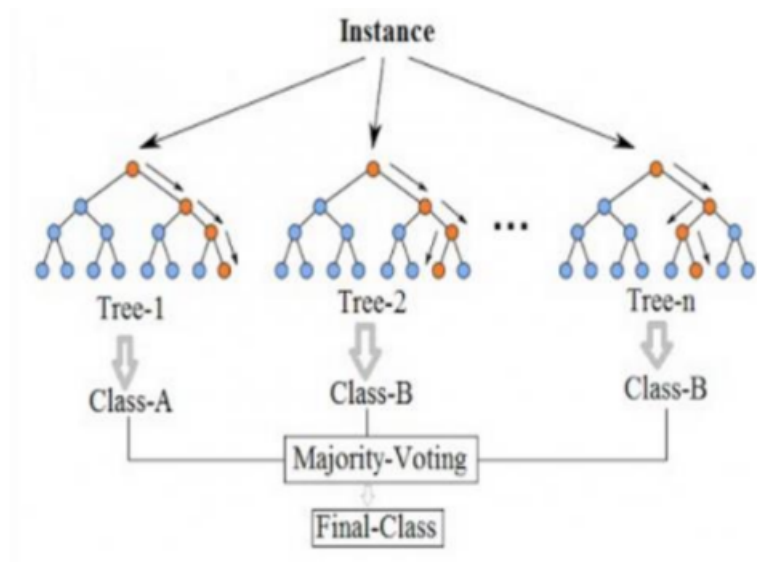 Instance
...
Tree-1
Tree-2
Tree-n
Class-A
Class-B
Class-B
Majority-Voting
Final-Class